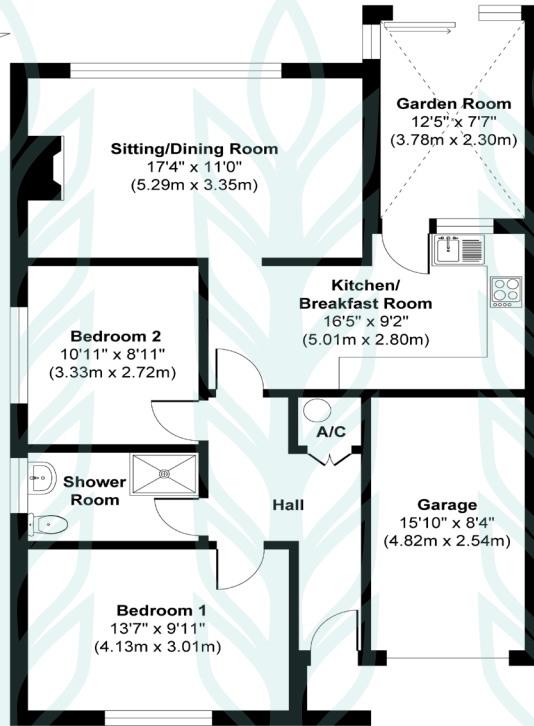 Garden Room
12'5" x 7'7"
(3.78m x 2.30m)
Sitting/Dining Room
17'4" x 11'0"
(5.29m x 3.35m)
Kitchen/
Breakfast Room
16'5" x 9'2"
(5.01m x 2.80m)
Bedroom 2
10'11" x 8'11"
(3.33m x 2.72m)
A/C
Shower
Room
Hall
Garage
15'10" x 8'4"
(4.82m x 2.54m)
Bedroom 1
13'7" x 9'11"
(4.13m x 3.01m)